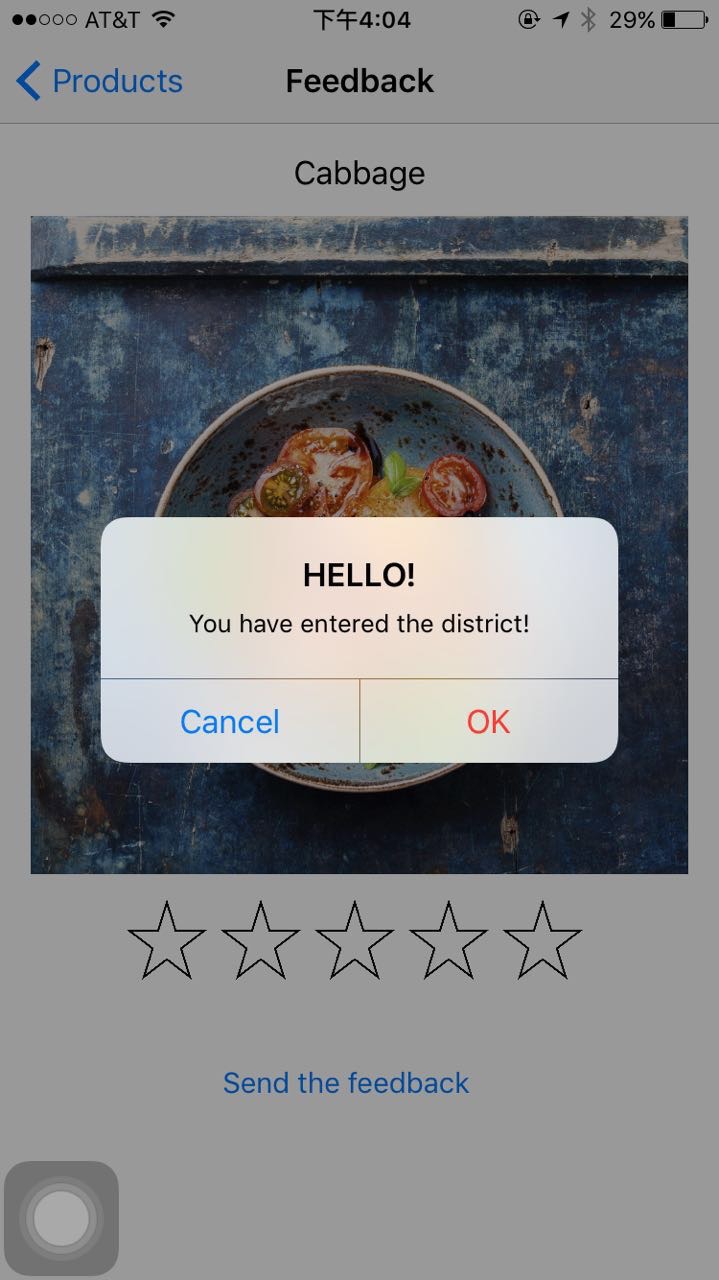 AT&T 下午4:04 29%
Products Feedback
Cabbage
HELLO!
You have entered the district!
Cancel OK
Send the feedback